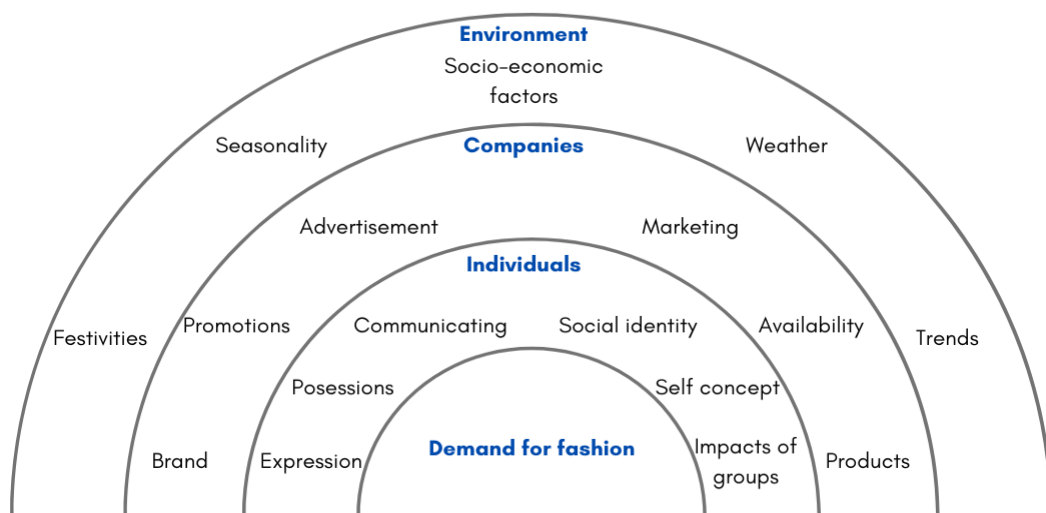 Environment
Socio-economic
factors
Seasonality
Weather
Companies
Advertisement
Marketing
Individuals
Festivities
Promotions
Communicating
Social identity
Availability
Trends
Posessions
Self concept
Demand for fashion
Brand
Expression
Impacts of
groups
Products